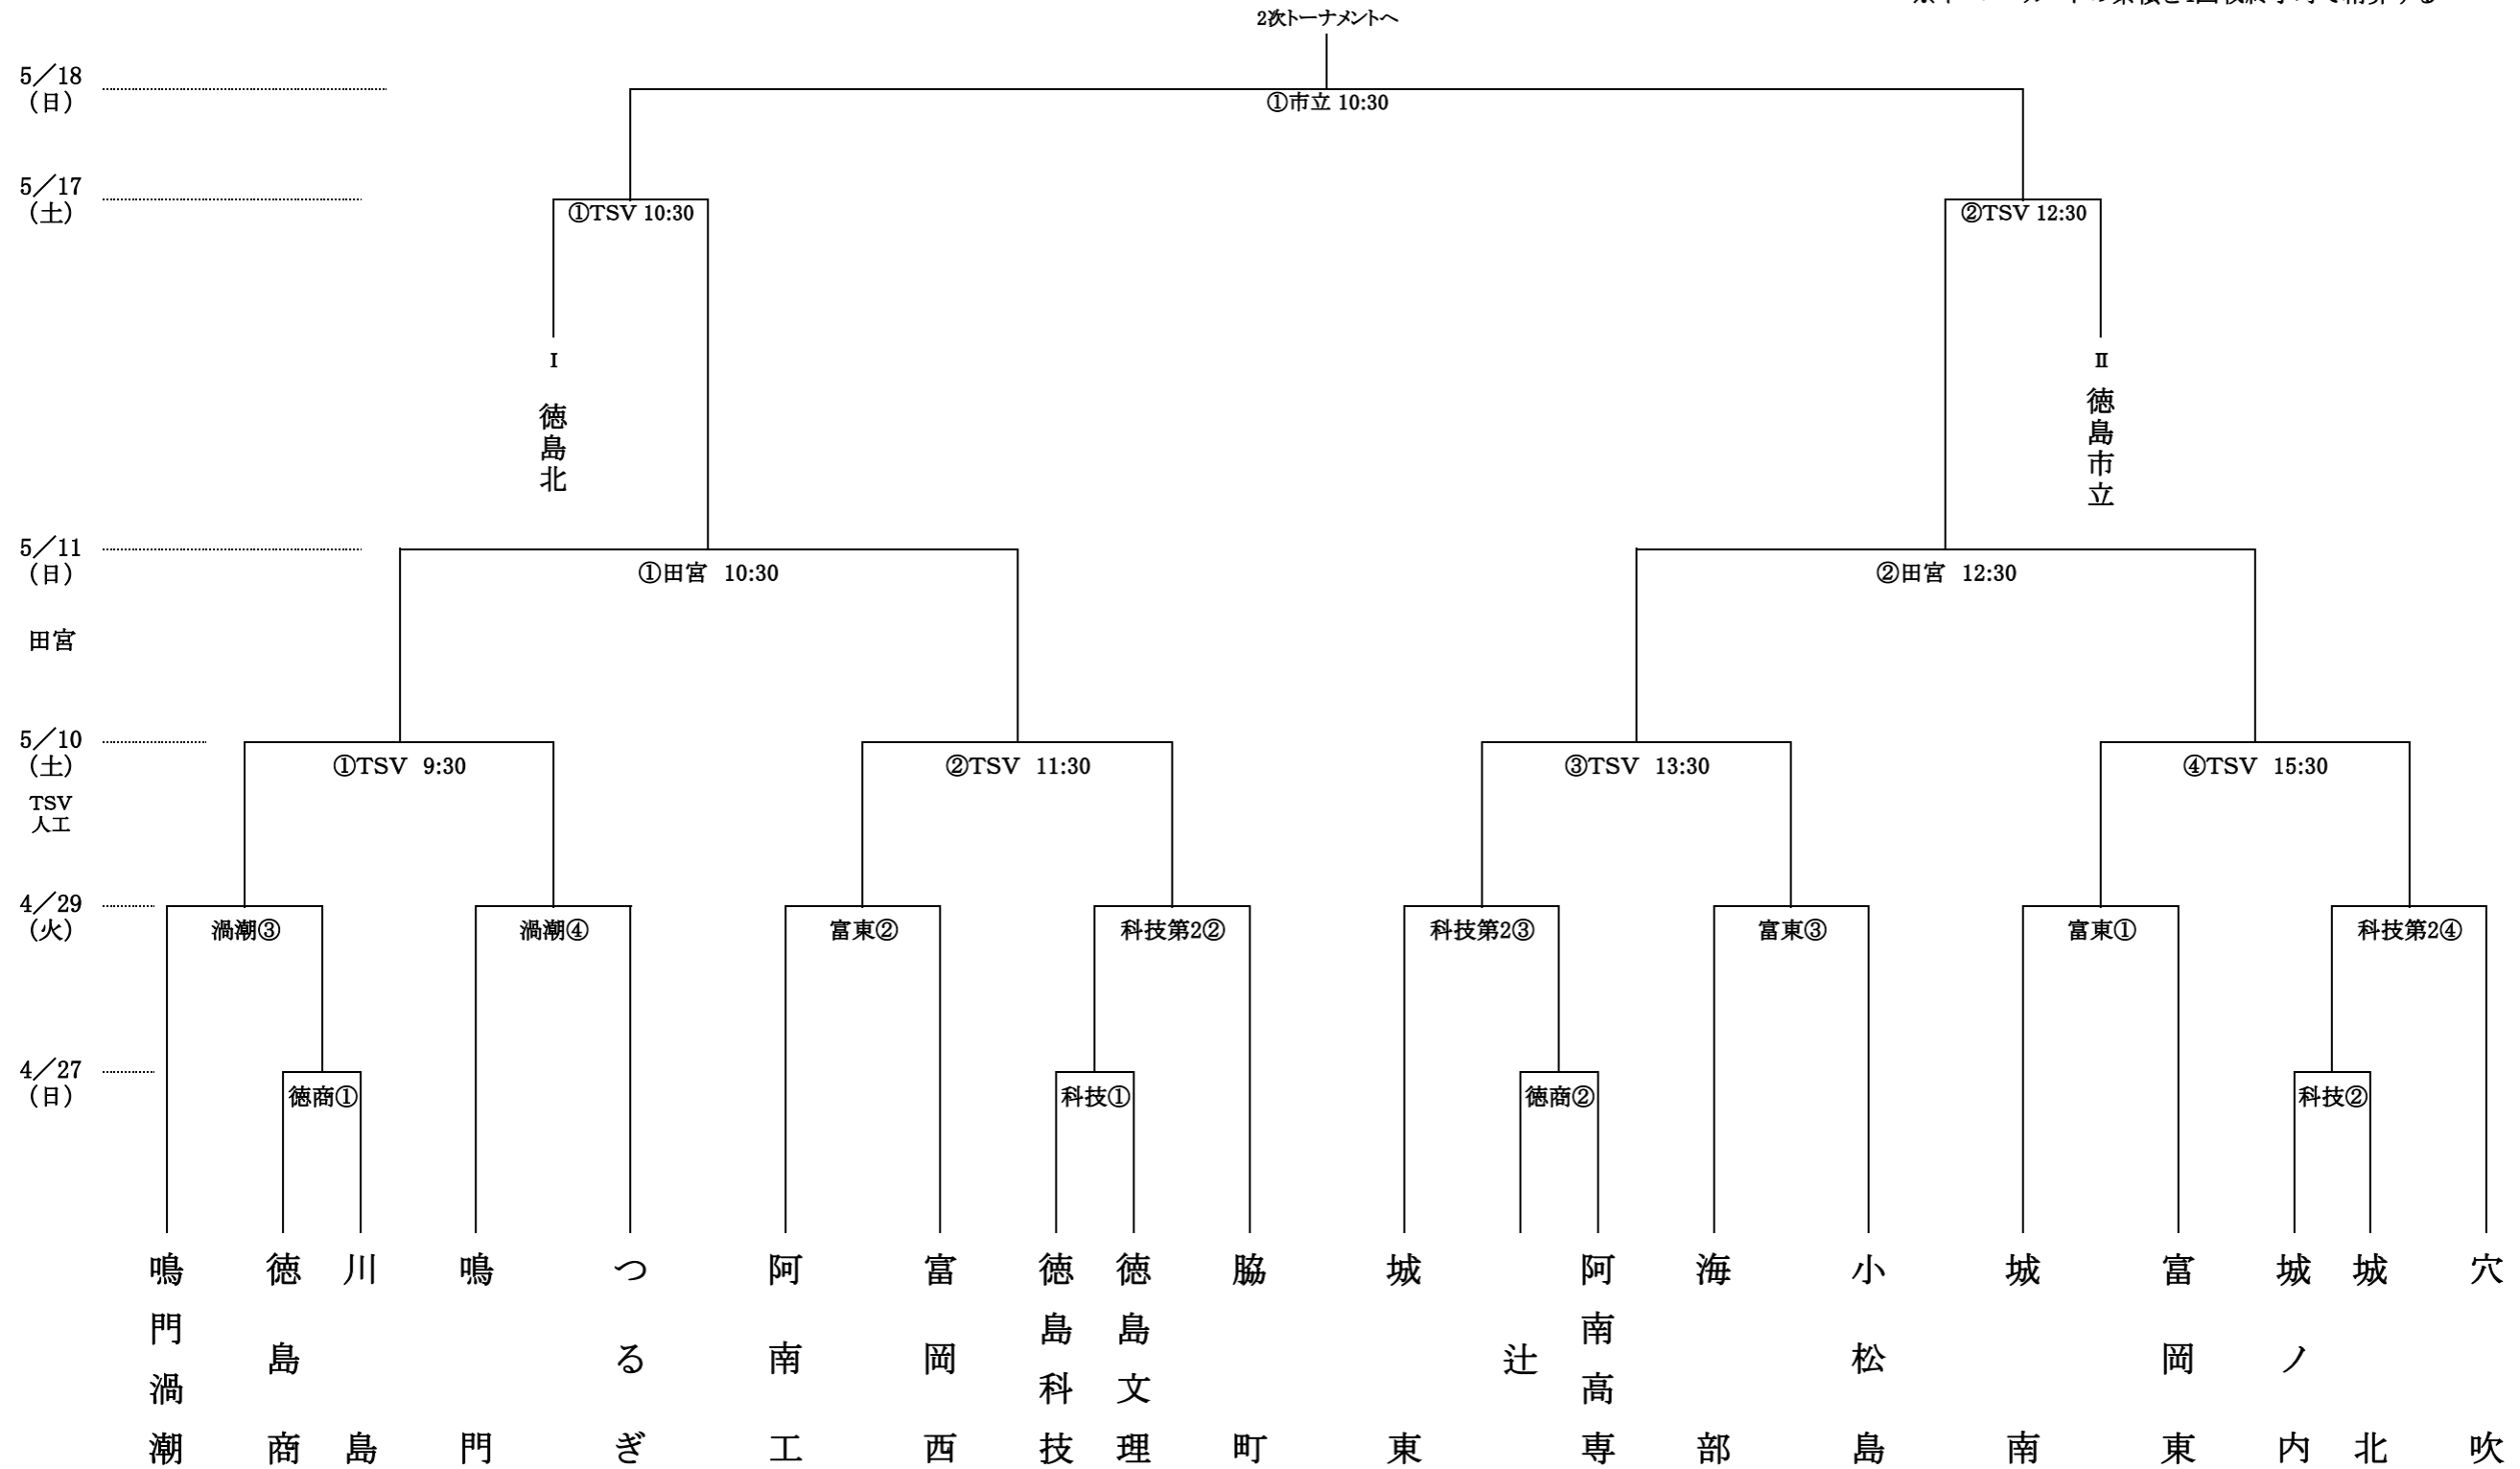 2次トーナメントへ
5／18
（日）
①市立 10:30
5／17
（土）
①TSV 10:30
②TSV 12:30
Ⅰ 徳島北
Ⅱ 徳島市立
5／11
（日）
①田宮 10:30
②田宮 12:30
田宮
5／10
（土）
①TSV 9:30
②TSV 11:30
③TSV 13:30
④TSV 15:30
TSV
人工
4／29
（火）
渦潮③
渦潮④
富東②
科技第2②
科技第2③
富東③
富東①
科技第2④
4／27
（日）
徳商①
科技①
徳商②
科技②
鳴門渦潮
徳島商
川島
鳴門
つるぎ
阿南工
富岡西
徳島科技
徳島文理
脇町
城東
辻
阿南高専
海部
小松島
城南
富岡東
城ノ内
城北
穴吹